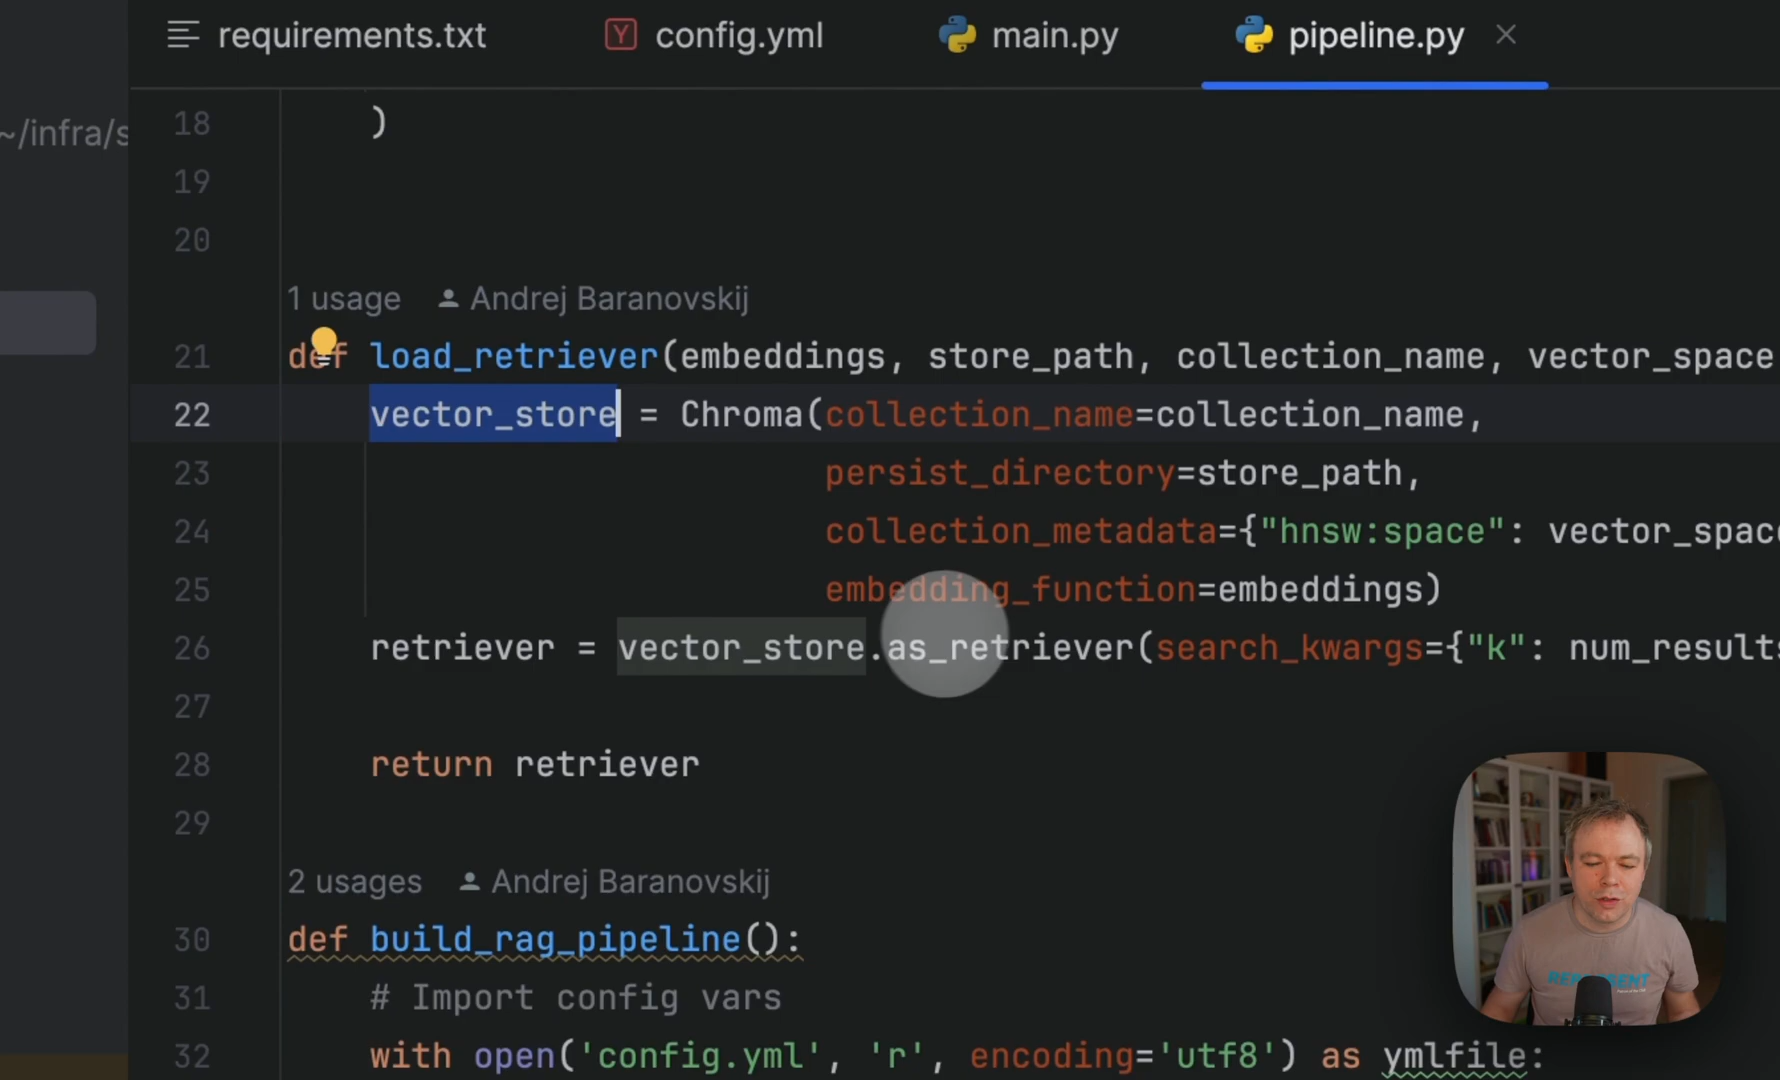 requirements.txt
Y config.yml
main.py
pipeline.py
~/infra/s
18 )
19
20
1 usage Andrej Baranovskij
21 def load_retriever(embeddings, store_path, collection_name, vector_space
22 vector_store = Chroma(collection_name=collection_name,
23 persist_directory=store_path,
24 collection_metadata={"hnsw:space": vector_space
25 embedding_function=embeddings)
26 retriever = vector_store.as_retriever(search_kwargs={"k": num_results
27
28 return retriever
29
2 usages Andrej Baranovskij
30 def build_rag_pipeline():
31 # Import config vars
32 with open('config.yml', 'r', encoding='utf8') as ymlfile: